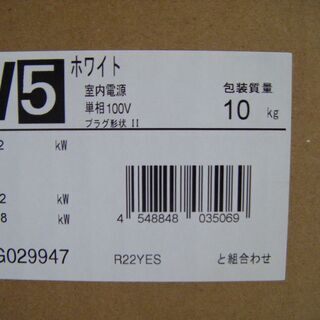 5 ホワイト
室内電源
単相100V
プラグ形状 II
包装質量
10 kg
2 kW
2 kW
8 kW
4 548848 035069
G029947
R22YES
と組合わせ